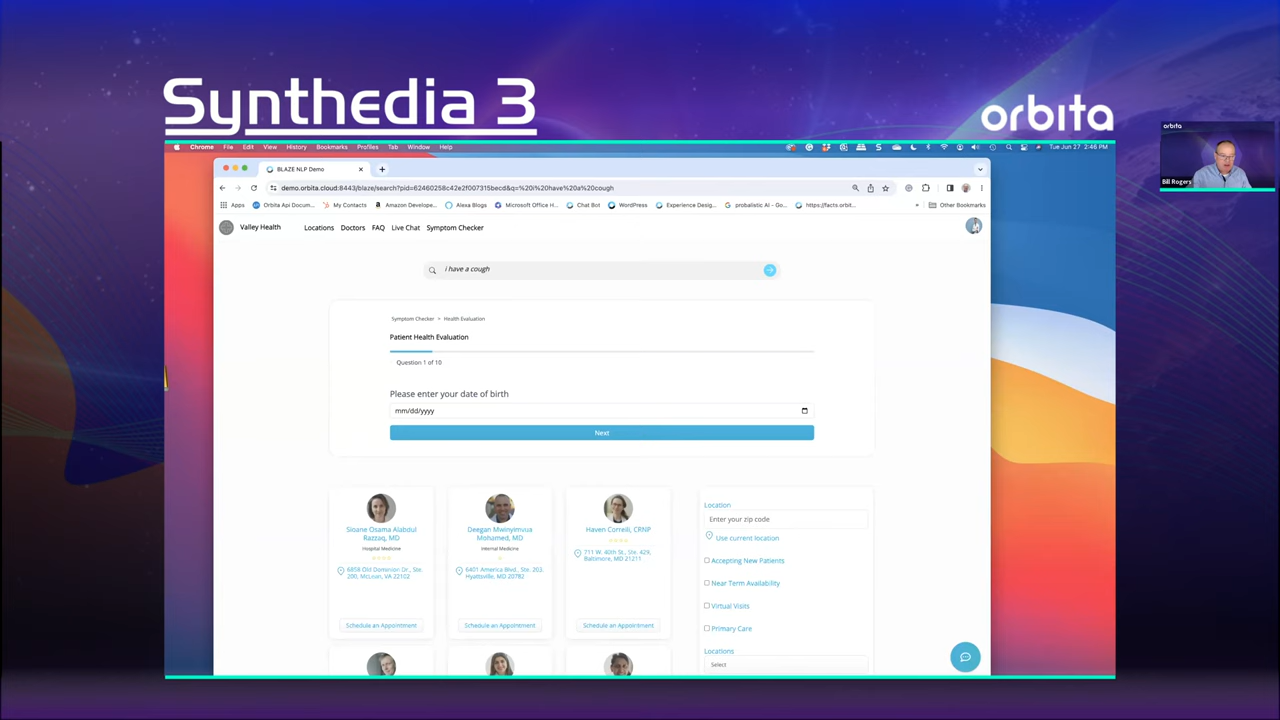 Synthedia 3
orbita
orbita
Bill Rogers
Chrome File Edit View History Bookmarks Profiles Tab Window Help
Tue Jun 27 2:46 PM
BLAZE NLP Demo
demo.orbita.cloud:8443/blaze/search?pid=62460258c42e2f007315becd&q=%20i%20have%20a%20cough
Apps Orbita Api Docum... My Contacts Amazon Develope... Alexa Blogs Microsoft Office H... Chat Bot WordPress Experience Desig... probalistic AI - Go... https://facts.orbit... » Other Bookmarks
Valley Health Locations Doctors FAQ Live Chat Symptom Checker
i have a cough
Symptom Checker > Health Evaluation
Patient Health Evaluation
Question 1 of 10
Please enter your date of birth
mm/dd/yyyy
Next
Sloane Osama Alabdul
Razzaq, MD
Hospital Medicine
6858 Old Dominion Dr., Ste.
200, McLean, VA 22102
Schedule an Appointment
Deegan Mwinyimvua
Mohamed, MD
Internal Medicine
6401 America Blvd., Ste. 203,
Hyattsville, MD 20782
Schedule an Appointment
Haven Correlli, CRNP
711 W. 40th St., Ste. 429,
Baltimore, MD 21211
Schedule an Appointment
Location
Enter your zip code
Use current location
Accepting New Patients
Near Term Availability
Virtual Visits
Primary Care
Locations
Select